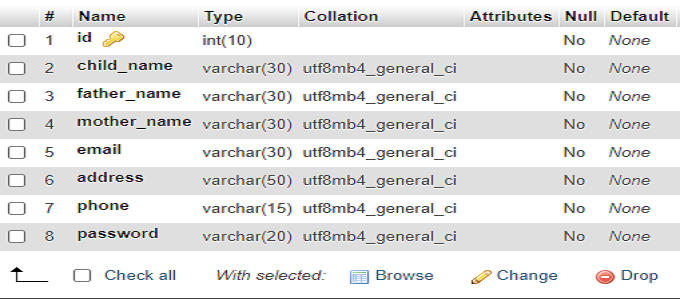 # Name Type Collation Attributes Null Default
1 id int(10) No None
2 child_name varchar(30) utf8mb4_general_ci No None
3 father_name varchar(30) utf8mb4_general_ci No None
4 mother_name varchar(30) utf8mb4_general_ci No None
5 email varchar(30) utf8mb4_general_ci No None
6 address varchar(50) utf8mb4_general_ci No None
7 phone varchar(15) utf8mb4_general_ci No None
8 password varchar(20) utf8mb4_general_ci No None
Check all With selected: Browse Change Drop